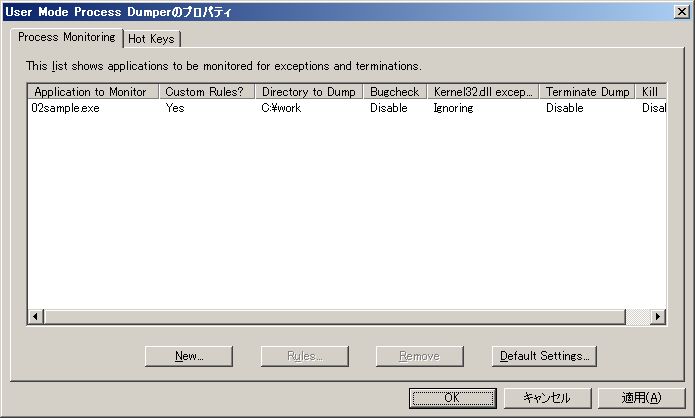 User Mode Process Dumperのプロパティ
Process Monitoring Hot Keys
This list shows applications to be monitored for exceptions and terminations.
Application to Monitor Custom Rules? Directory to Dump Bugcheck Kernel32.dll excep... Terminate Dump Kill
02sample.exe Yes C:¥work Disable Ignoring Disable Disal
New... Rules... Remove Default Settings...
OK キャンセル 適用(A)